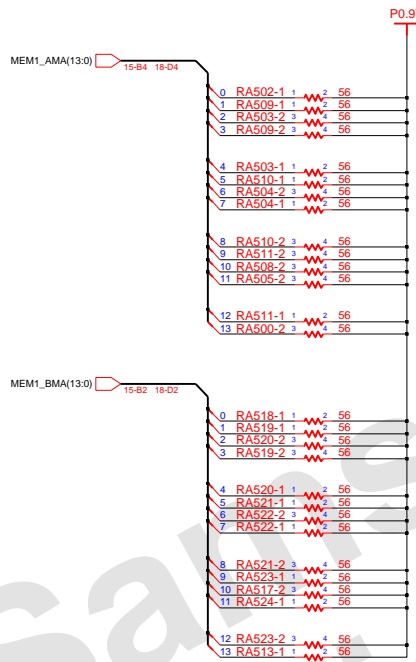 P0.9
MEM1_AMA(13:0)
15-B4 18-D4
0 RA502-1 1 2 56
1 RA509-1 1 2 56
2 RA503-2 3 4 56
3 RA509-2 3 4 56
4 RA503-1 1 2 56
5 RA510-1 1 2 56
6 RA504-2 3 4 56
7 RA504-1 1 2 56
8 RA510-2 3 4 56
9 RA511-2 3 4 56
10 RA508-2 3 4 56
11 RA505-2 3 4 56
12 RA511-1 1 2 56
13 RA500-2 3 4 56
MEM1_BMA(13:0)
15-B2 18-D2
0 RA518-1 1 2 56
1 RA519-1 1 2 56
2 RA520-2 3 4 56
3 RA519-2 3 4 56
4 RA520-1 1 2 56
5 RA521-1 1 2 56
6 RA522-2 3 4 56
7 RA522-1 1 2 56
8 RA521-2 3 4 56
9 RA523-1 1 2 56
10 RA517-2 3 4 56
11 RA524-1 1 2 56
12 RA523-2 3 4 56
13 RA513-1 1 2 56
Sams